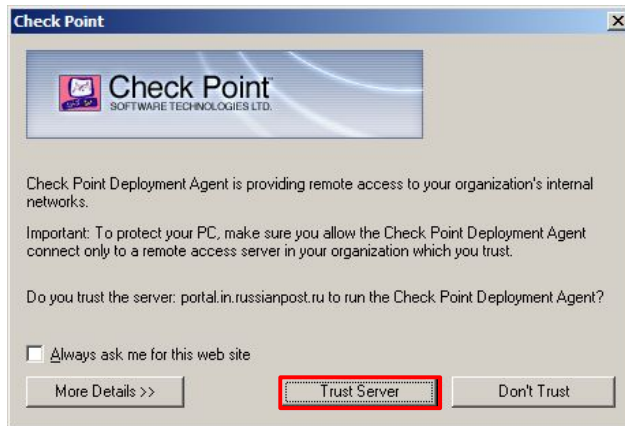 Check Point
Check Point
SOFTWARE TECHNOLOGIES LTD.
Check Point Deployment Agent is providing remote access to your organization's internal
networks.
Important: To protect your PC, make sure you allow the Check Point Deployment Agent
connect only to a remote access server in your organization which you trust.
Do you trust the server: portal.in.russianpost.ru to run the Check Point Deployment Agent?
Always ask me for this web site
More Details >>
Trust Server
Don't Trust